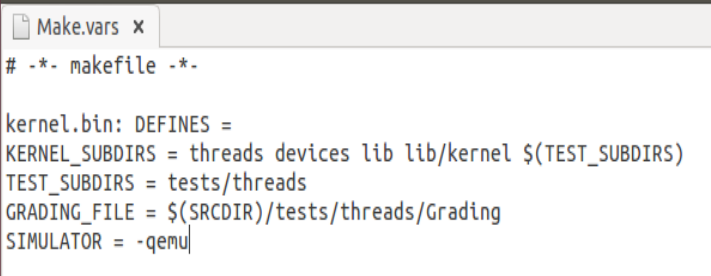 Make.vars x
# -*- makefile -*-
kernel.bin: DEFINES =
KERNEL_SUBDIRS = threads devices lib lib/kernel $(TEST_SUBDIRS)
TEST_SUBDIRS = tests/threads
GRADING_FILE = $(SRCDIR)/tests/threads/Grading
SIMULATOR = -qemu